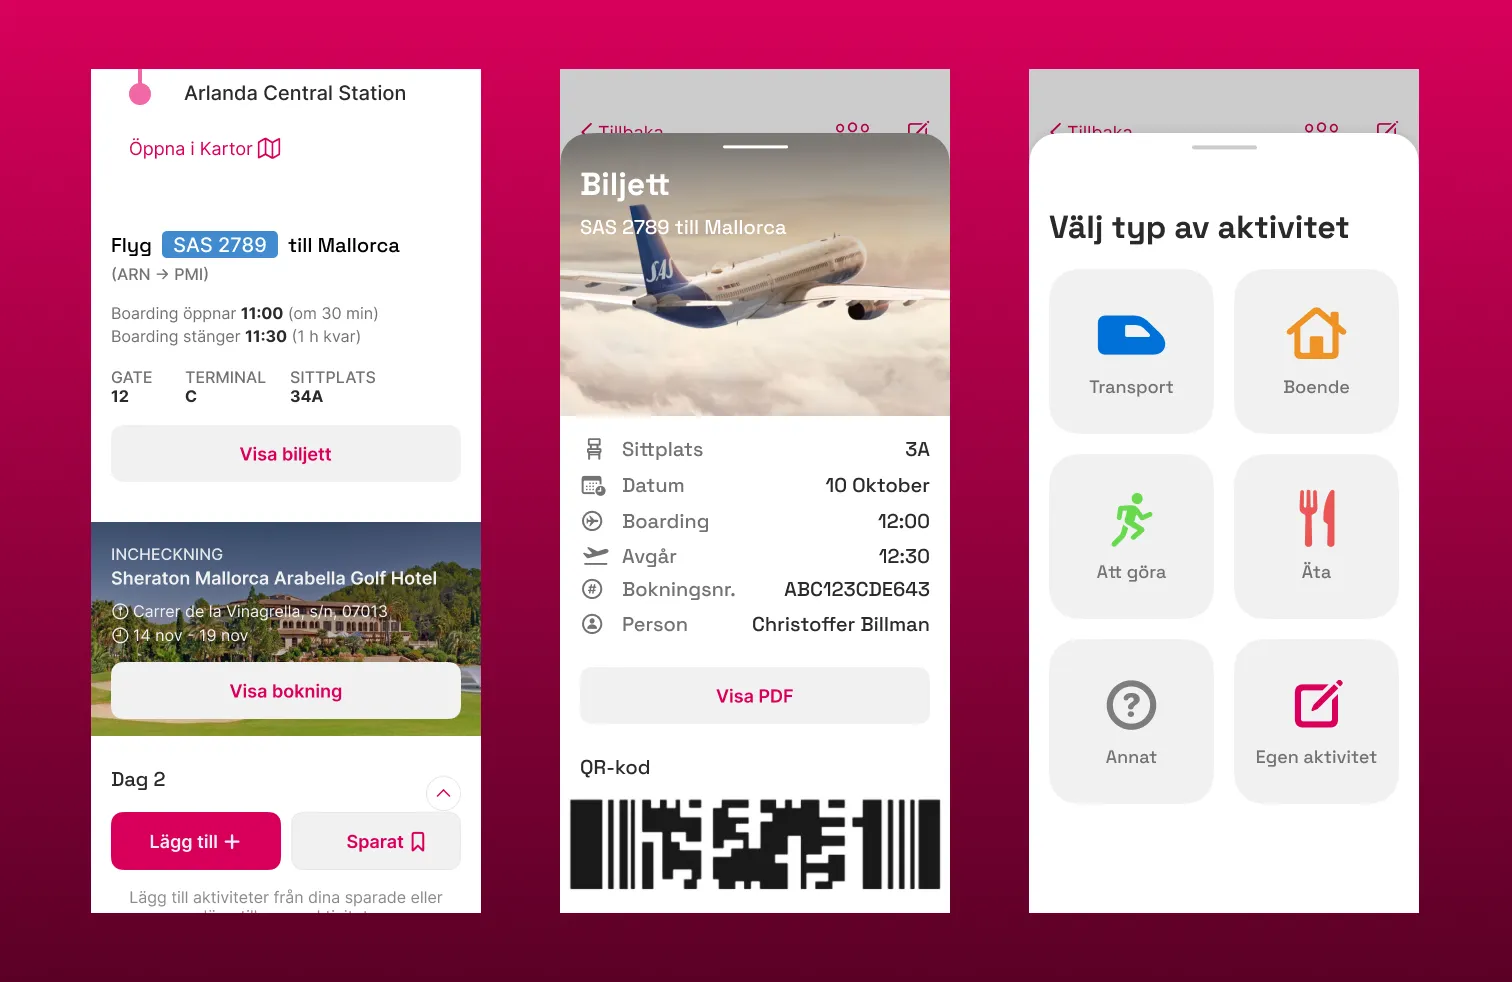 Arlanda Central Station
Öppna i Kartor
Flyg SAS 2789 till Mallorca
(ARN → PMI)
Boarding öppnar 11:00 (om 30 min)
Boarding stänger 11:30 (1 h kvar)
GATE TERMINAL SITTPLATS
12 C 34A
Visa biljett
INCHECKNING
Sheraton Mallorca Arabella Golf Hotel
Carrer de la Vinagrella, s/n, 07013
14 nov - 19 nov
Visa bokning
Dag 2
Lägg till + Sparat
Lägg till aktiviteter från dina sparade eller
Tillbaka
Biljett
SAS 2789 till Mallorca
SAS
Sittplats 3A
Datum 10 Oktober
Boarding 12:00
Avgår 12:30
# Bokningsnr. ABC123CDE643
Person Christoffer Billman
Visa PDF
QR-kod
Tillbaka
Välj typ av aktivitet
Transport Boende
Att göra Äta
? 
Annat Egen aktivitet